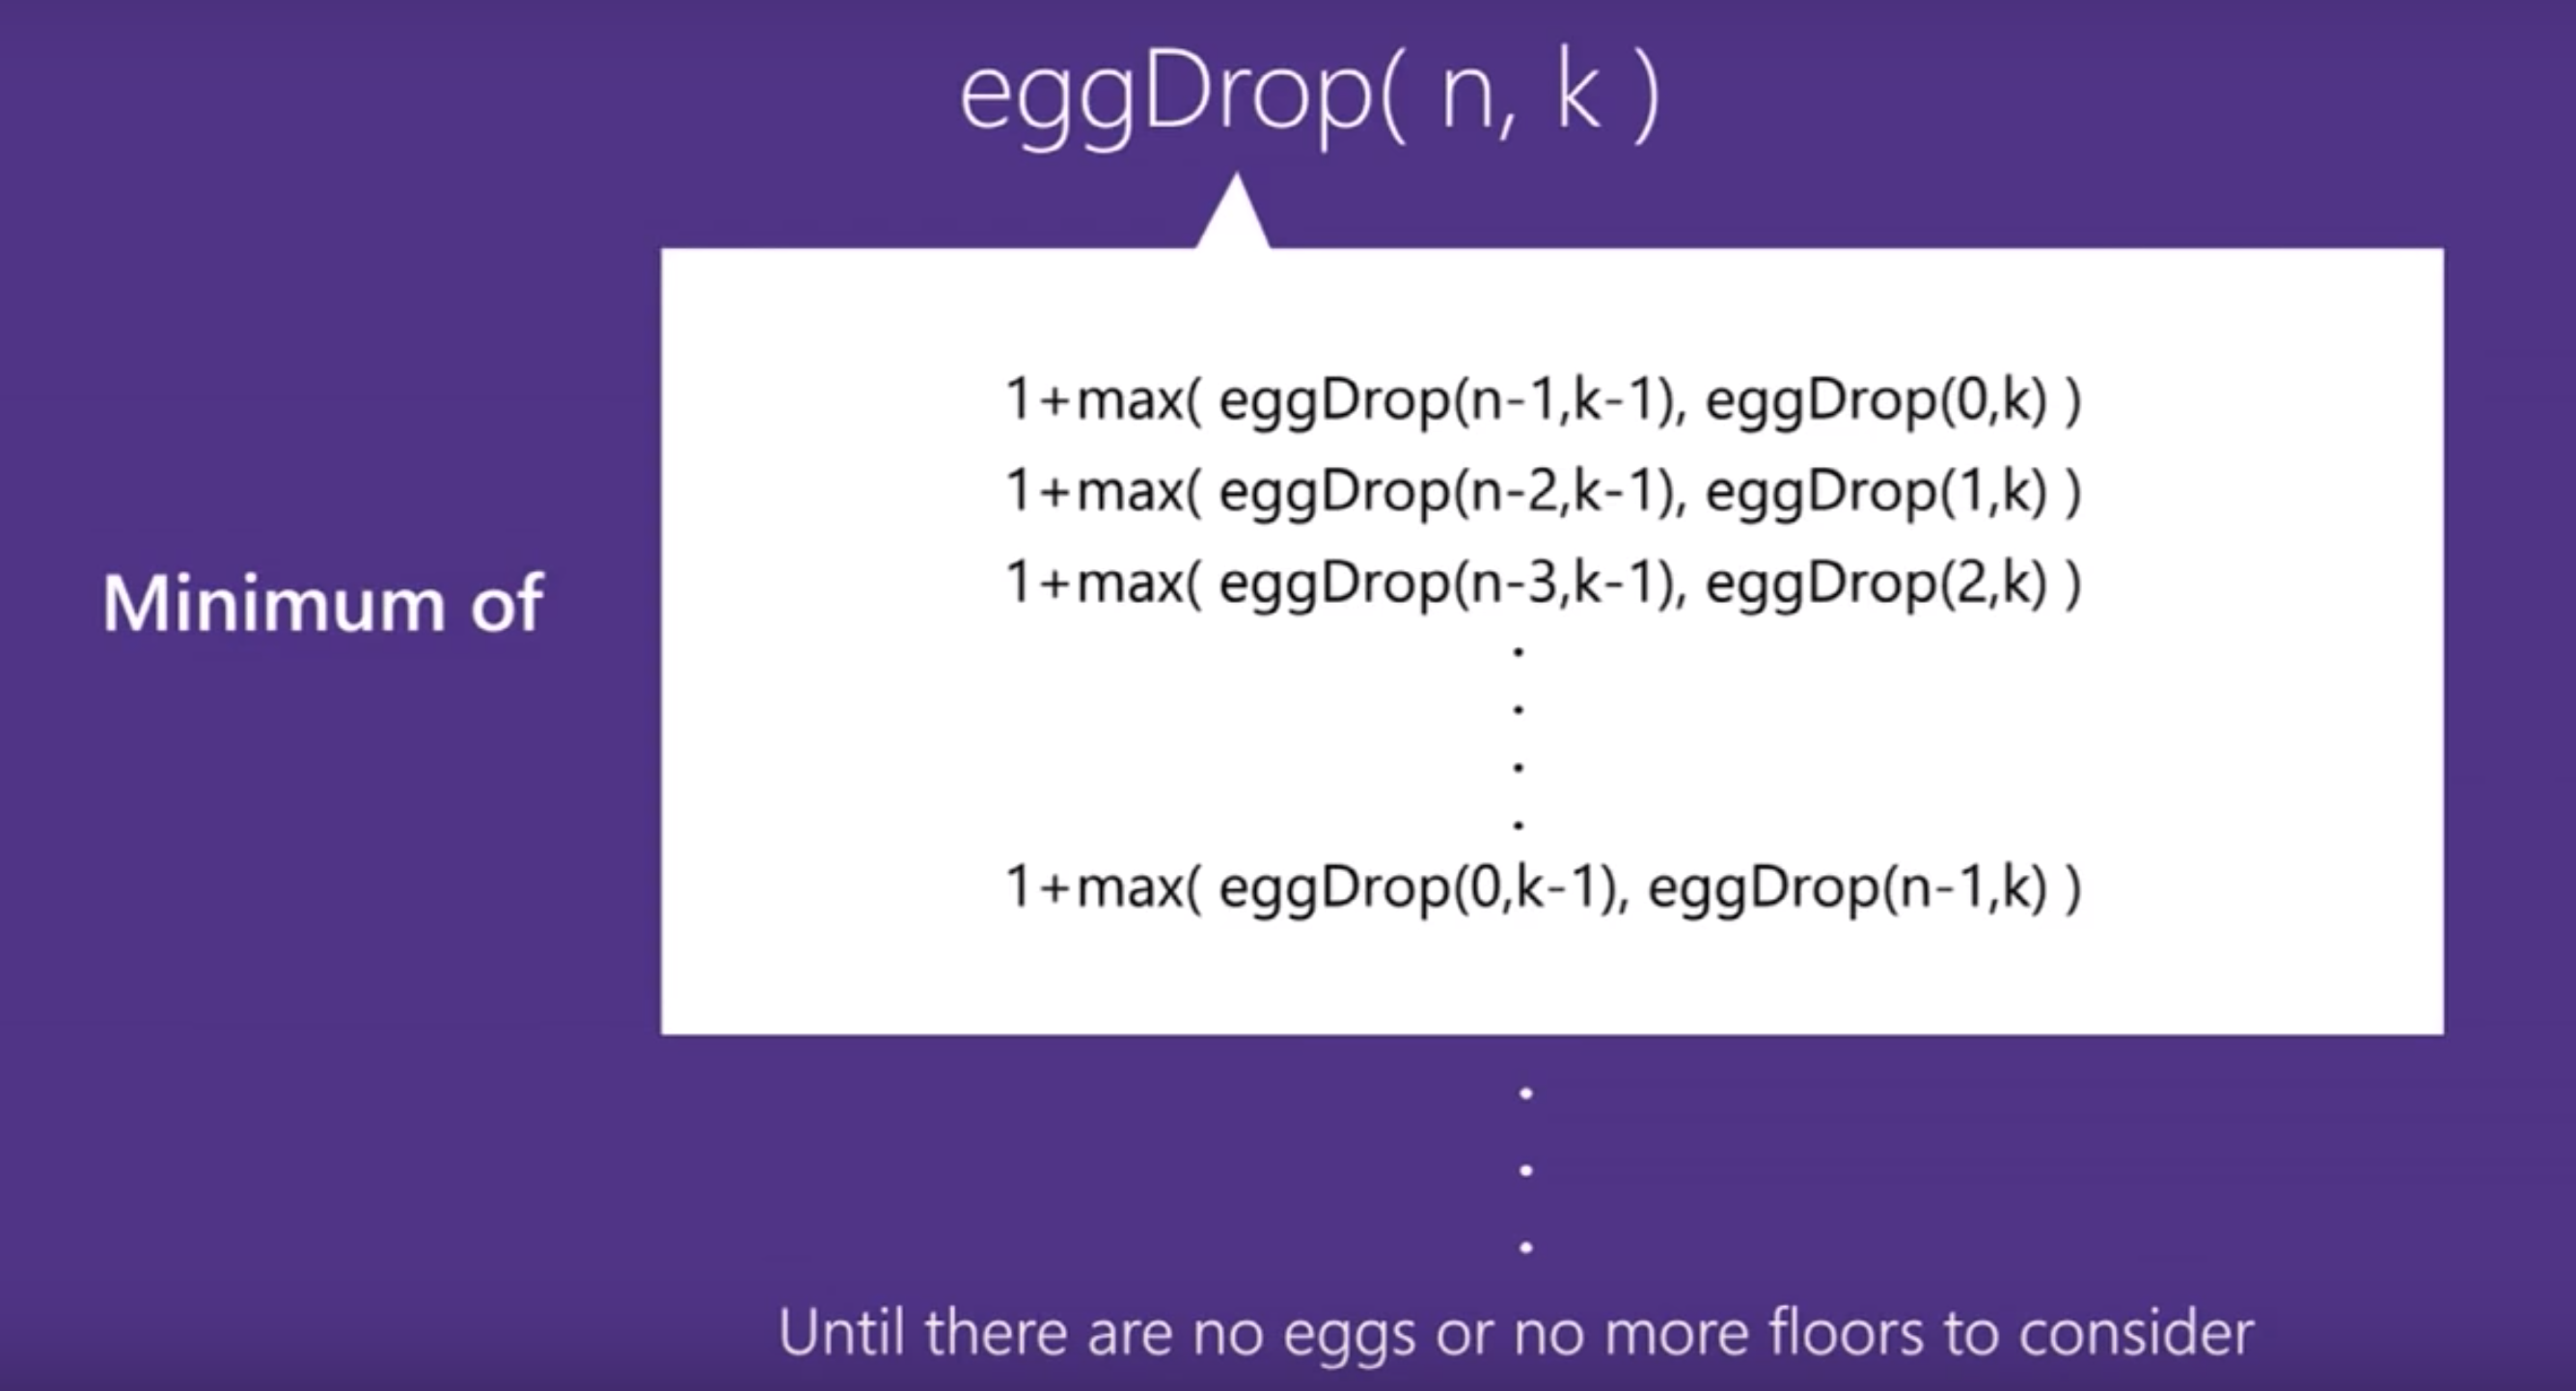 eggDrop( n, k )
Minimum of
1+max( eggDrop(n-1,k-1), eggDrop(0,k) )
1+max( eggDrop(n-2,k-1), eggDrop(1,k) )
1+max( eggDrop(n-3,k-1), eggDrop(2,k) )
.
.
.
.
1+max( eggDrop(0,k-1), eggDrop(n-1,k) )
.
.
.
Until there are no eggs or no more floors to consider